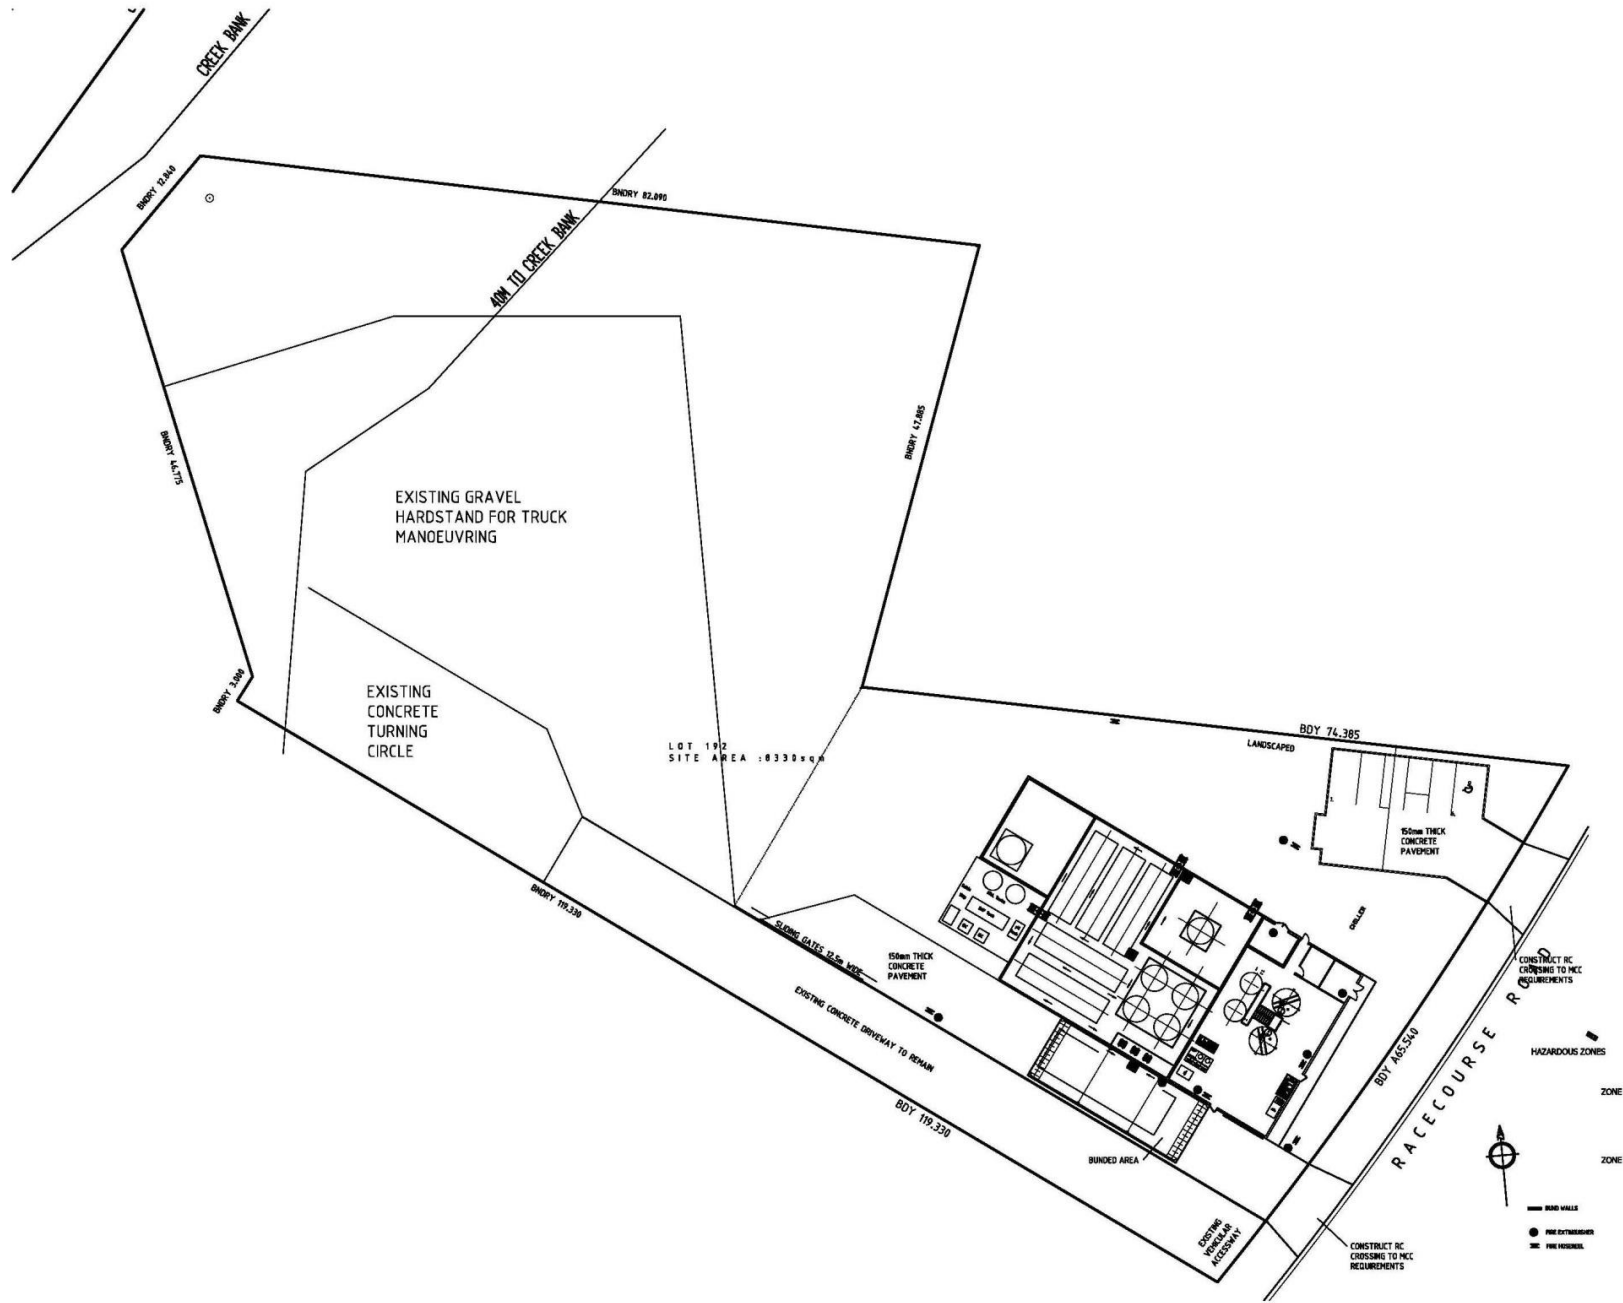 CREEK BANK
BNDRY 12.840
BNDRY 82.090
40M TO CREEK BANK
BNDRY 47.885
BNDRY 46.775
EXISTING GRAVEL
HARDSTAND FOR TRUCK
MANOEUVRING
BNDRY 3.000
EXISTING
CONCRETE
TURNING
CIRCLE
LOT 192
SITE AREA :8330sqm
BDY 74.385
LANDSCAPED
150mm THICK
CONCRETE
PAVEMENT
BNDRY 119.330
SLIDING GATES 12.5m WIDE
150mm THICK
CONCRETE
PAVEMENT
CHILLER
CONSTRUCT RC
CROSSING TO MCC
REQUIREMENTS
EXISTING CONCRETE DRIVEWAY TO REMAIN
RACECOURSE ROAD
BDY A65.540
HAZARDOUS ZONES
ZONE
ZONE
BDY 119.330
BUNDED AREA
EXISTING
VEHICULAR
ACCESSWAY
CONSTRUCT RC
CROSSING TO MCC
REQUIREMENTS
BUND WALLS
FIRE EXTINGUISHER
FIRE HOSEREEL